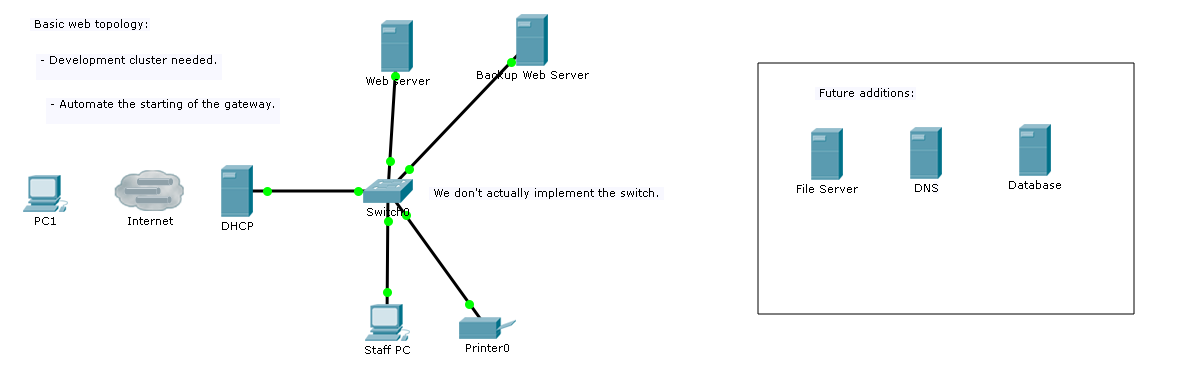 Basic web topology:
- Development cluster needed.
- Automate the starting of the gateway.
Web server
Backup Web Server
Future additions:
File Server
DNS
Database
We don't actually implement the switch.
PC1
Internet
DHCP
Switch0
Staff PC
Printer0